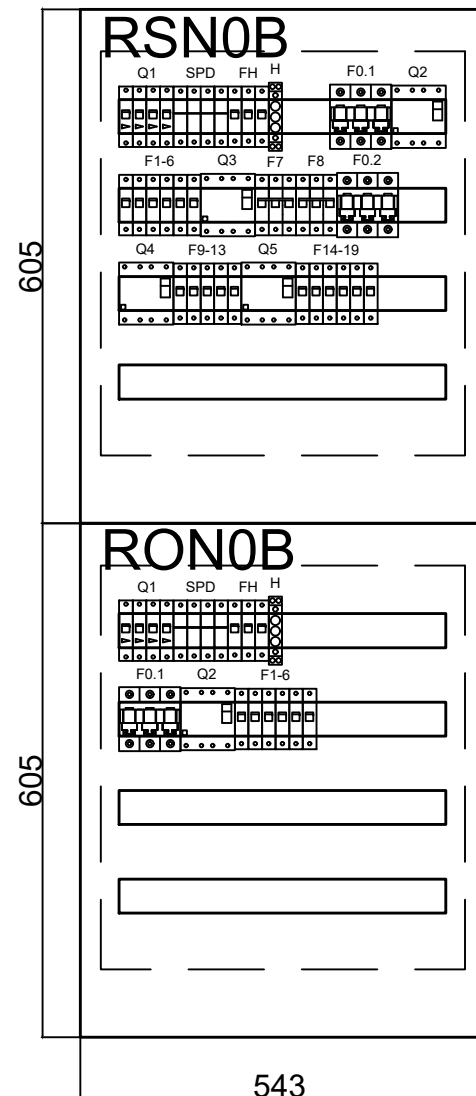 RSN0B
Q1 SPD FH H F0.1 Q2
F1-6 Q3 F7 F8 F0.2
Q4 F9-13 Q5 F14-19
605
RON0B
Q1 SPD FH H
F0.1 Q2 F1-6
605
543